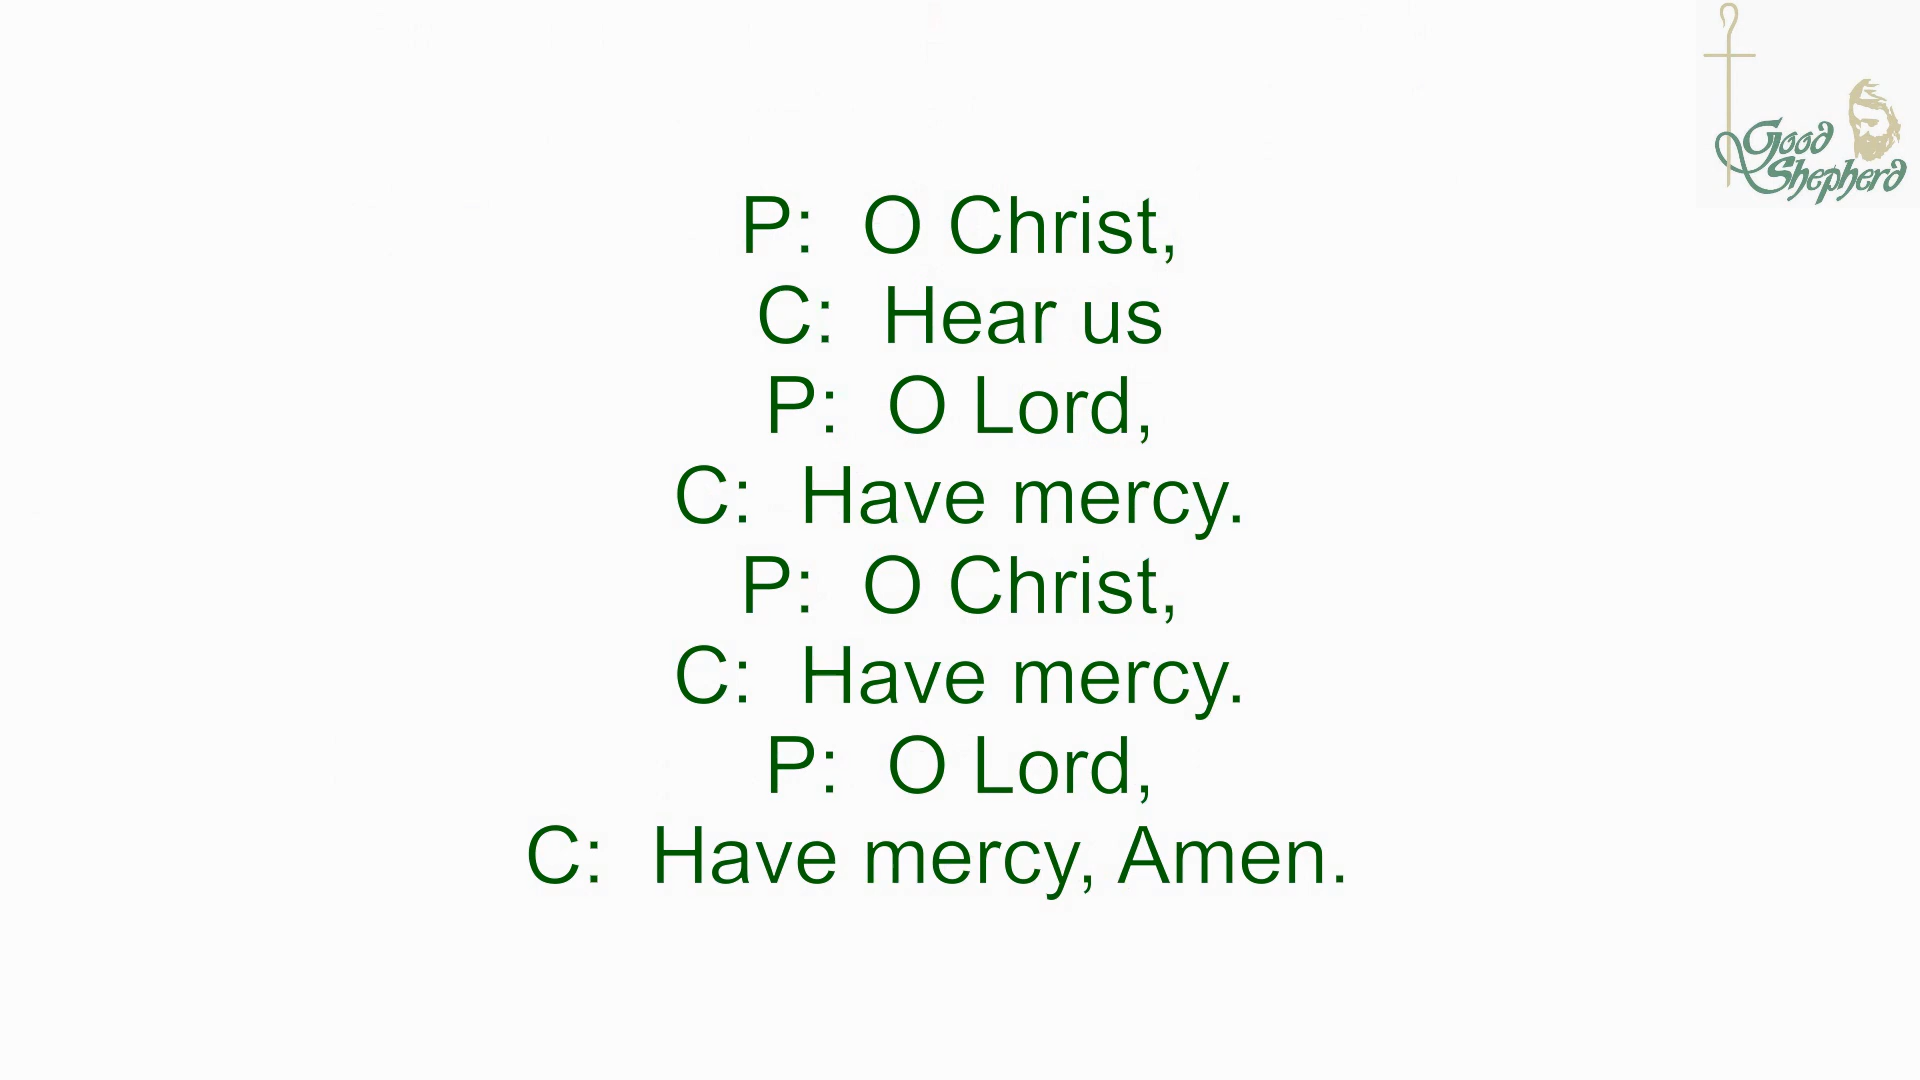 Good
Shepherd
P:  O Christ,
C:  Hear us
P:  O Lord,
C:  Have mercy.
P:  O Christ,
C:  Have mercy.
P:  O Lord,
C:  Have mercy, Amen.